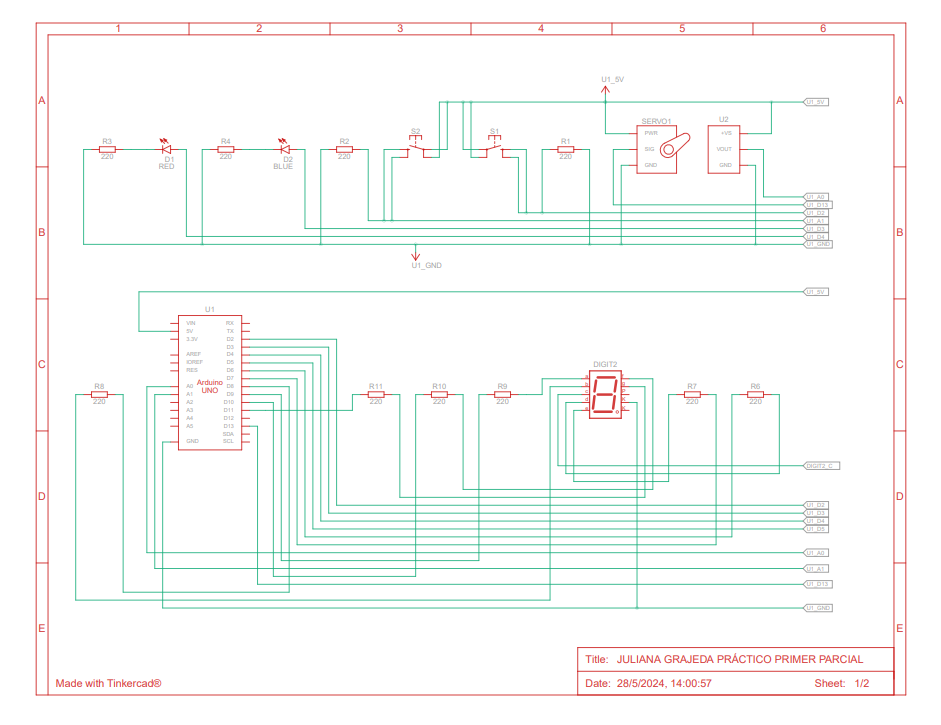 1 2 3 4 5 6
A A
U1_5V
U1_5V
SERVO1 U2
R3 R4 R2 S2 S1 R1
PWR +VS
SIG VOUT
GND GND
220 220 220 220
D1 D2
RED BLUE
U1_A0
U1_D13
U1_D2
U1_A1
U1_D3
U1_D4
U1_GND
B B
U1_GND
U1_5V
U1
VIN RX
5V TX
3.3V D2
D3
AREF D4
IOREF D5
RES D6
D7
A0 D8
A1 D9
A2 D10
A3 D11
A4 D12
A5 D13
SDA
GND SCL
Arduino
UNO
C C
DIGIT2
R8 R11 R10 R9 R7 R6
220 220 220 220 220 220
DIGIT2_C
D D
U1_D2
U1_D3
U1_D4
U1_D5
U1_A0
U1_A1
U1_D13
U1_GND
E E
Title: JULIANA GRAJEDA PRÁCTICO PRIMER PARCIAL
Made with Tinkercad®
Date: 28/5/2024, 14:00:57 Sheet: 1/2